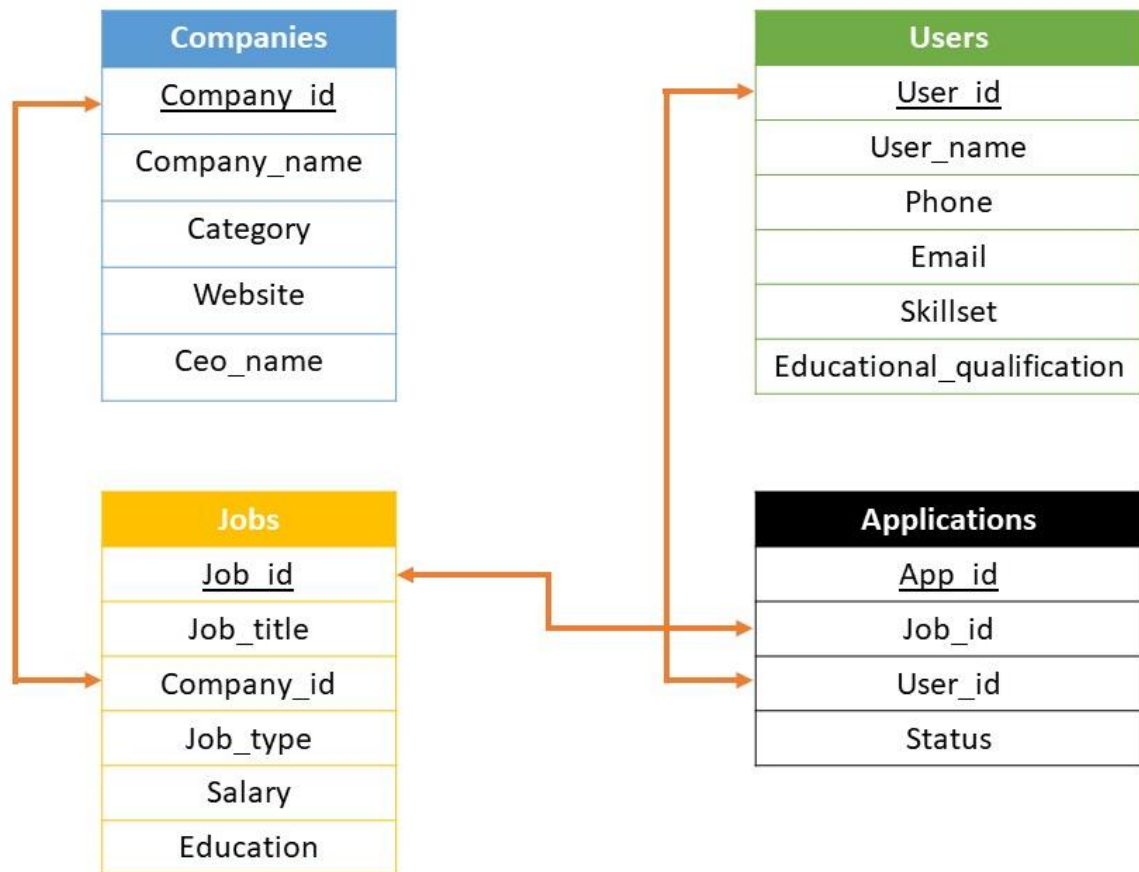 Companies
Company_id
Company_name
Category
Website
Ceo_name
Users
User_id
User_name
Phone
Email
Skillset
Educational_qualification
Jobs
Job_id
Job_title
Company_id
Job_type
Salary
Education
Applications
App_id
Job_id
User_id
Status